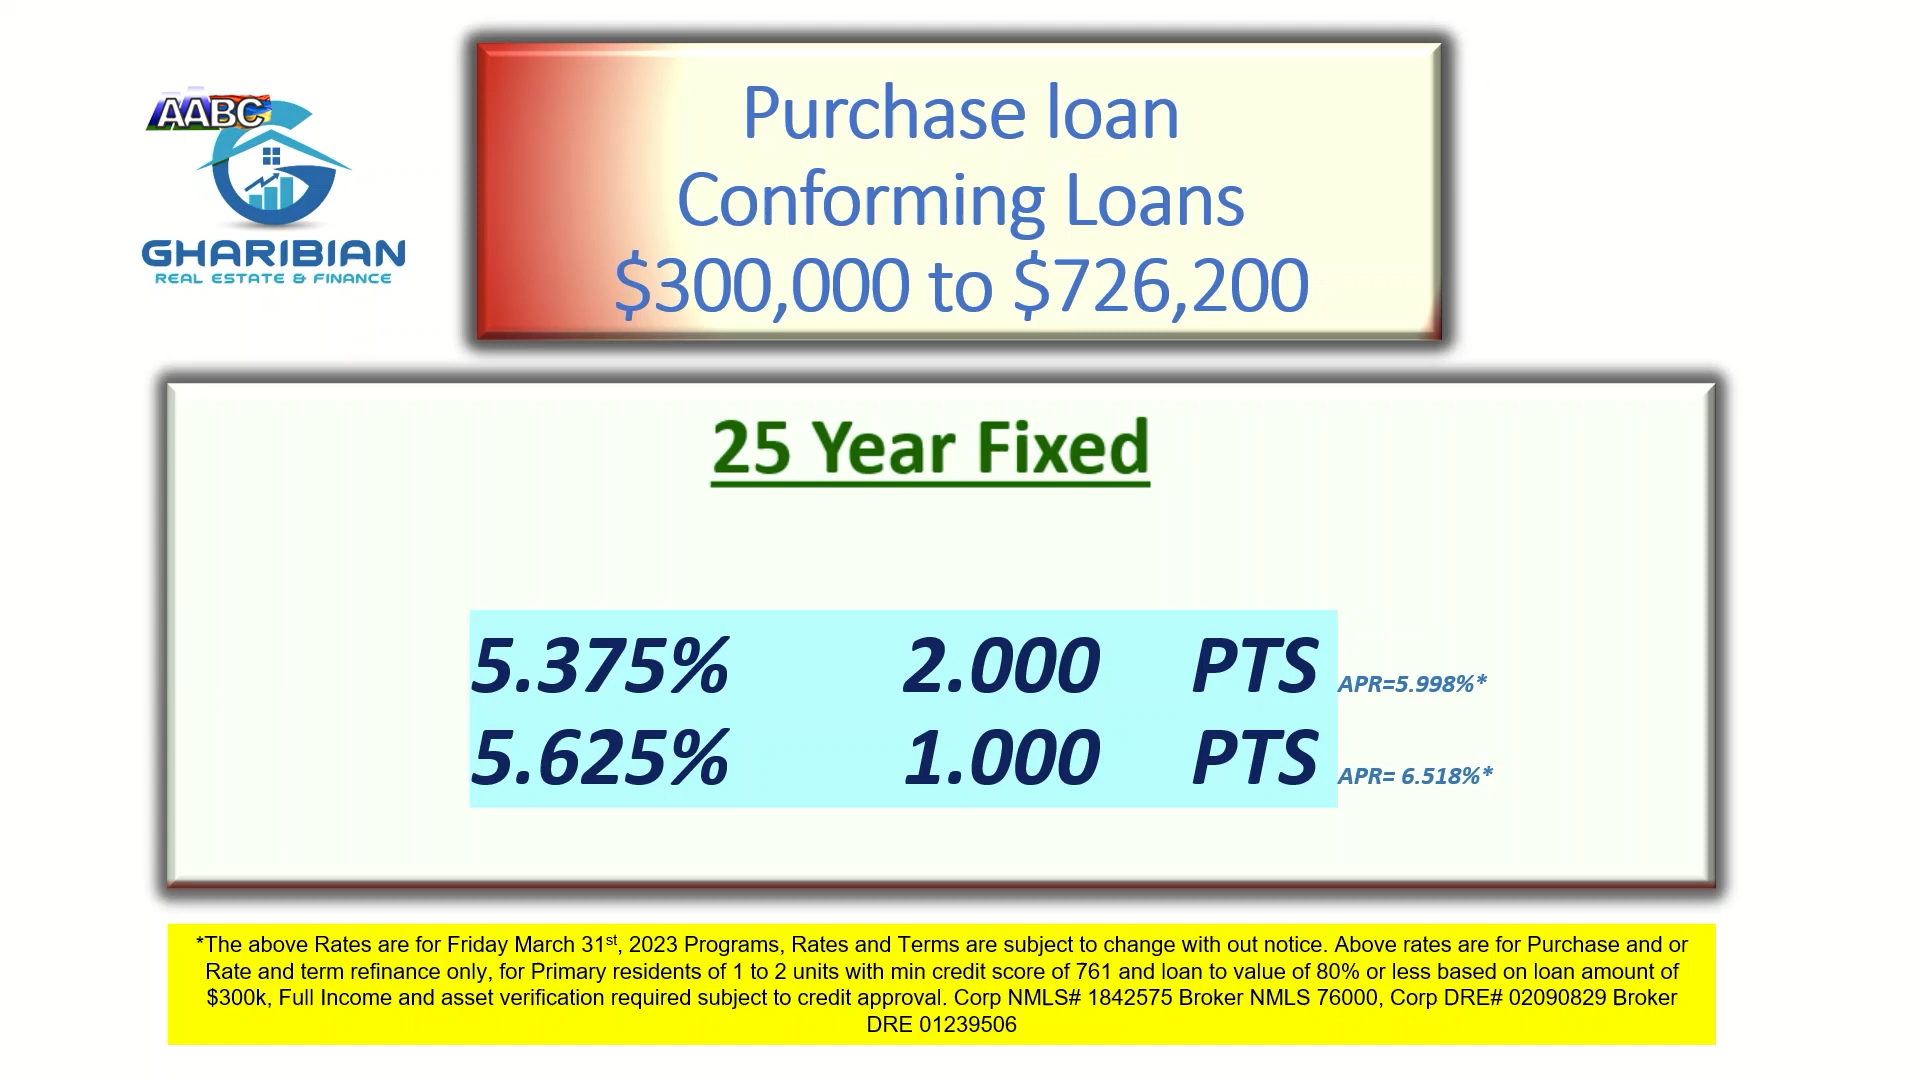 AABC
GHARIBIAN
REAL ESTATE & FINANCE
Purchase loan
Conforming Loans
$300,000 to $726,200
25 Year Fixed
5.375% 2.000 PTS APR=5.998%*
5.625% 1.000 PTS APR= 6.518%*
*The above Rates are for Friday March 31st, 2023 Programs, Rates and Terms are subject to change with out notice. Above rates are for Purchase and or
Rate and term refinance only, for Primary residents of 1 to 2 units with min credit score of 761 and loan to value of 80% or less based on loan amount of
$300k, Full Income and asset verification required subject to credit approval. Corp NMLS# 1842575 Broker NMLS 76000, Corp DRE# 02090829 Broker
DRE 01239506